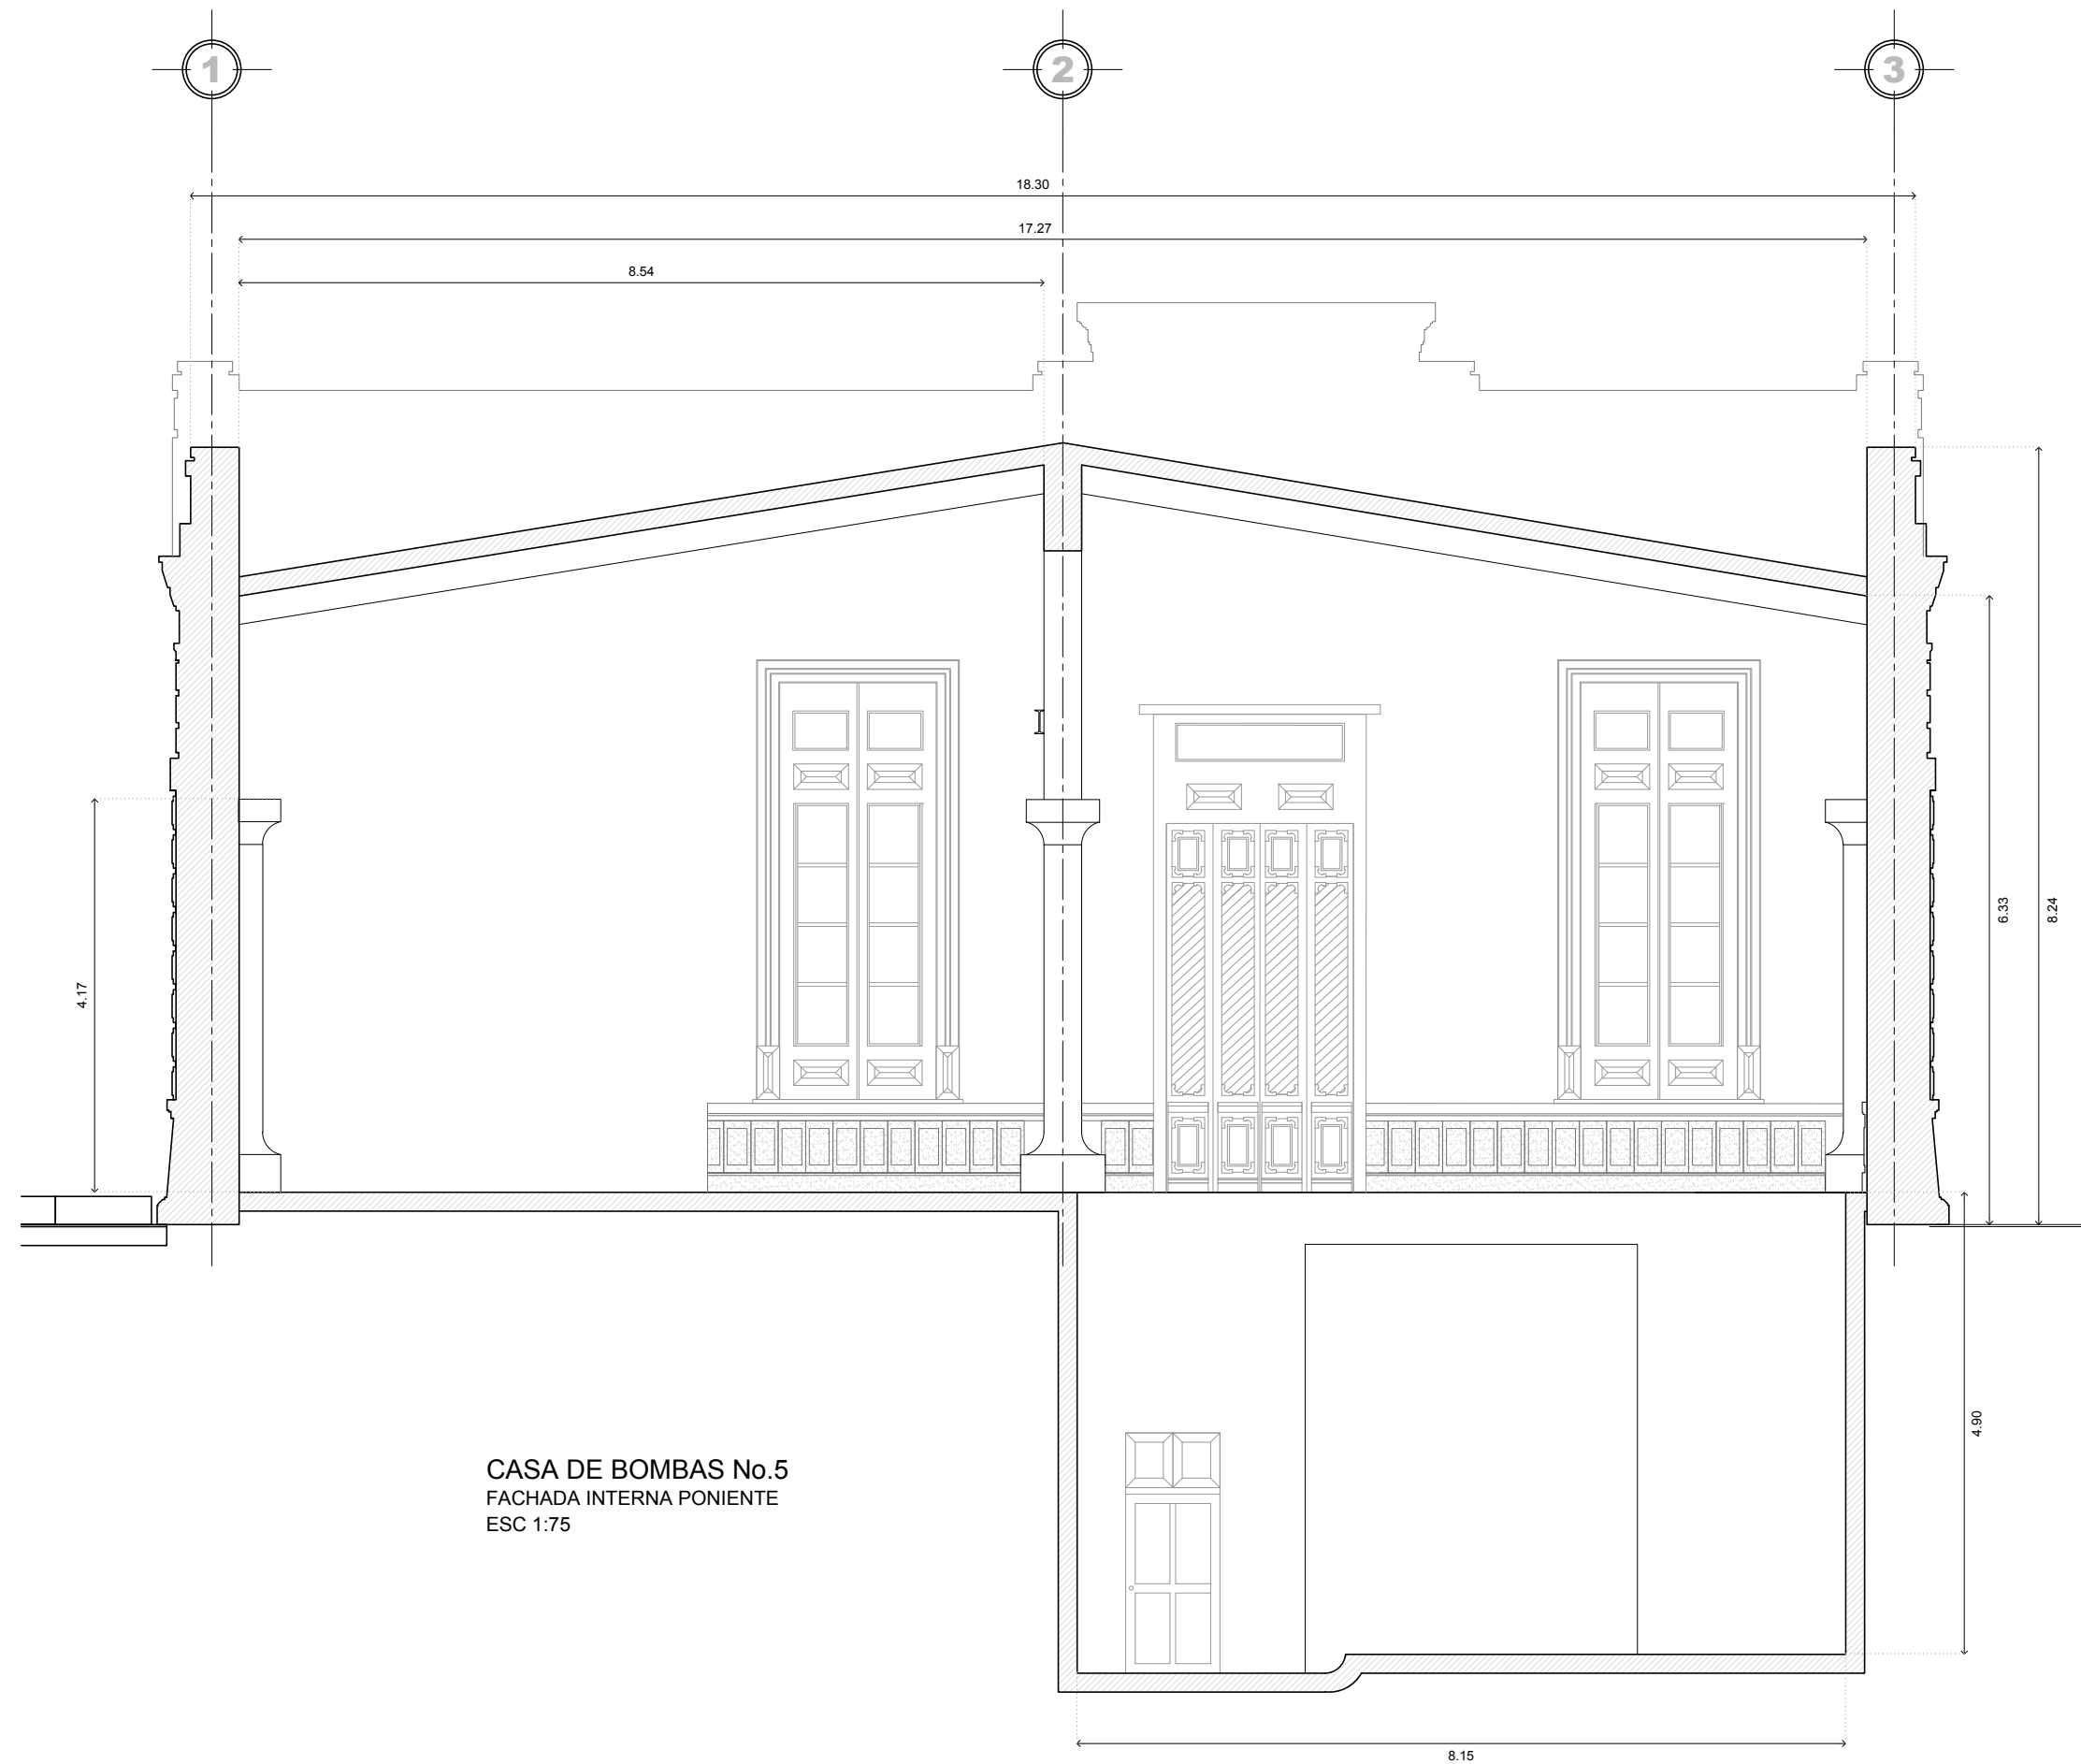 1 2 3
18.30
17.27
8.54
4.17
6.33
8.24
4.90
CASA DE BOMBAS No.5
FACHADA INTERNA PONIENTE
ESC 1:75
8.15